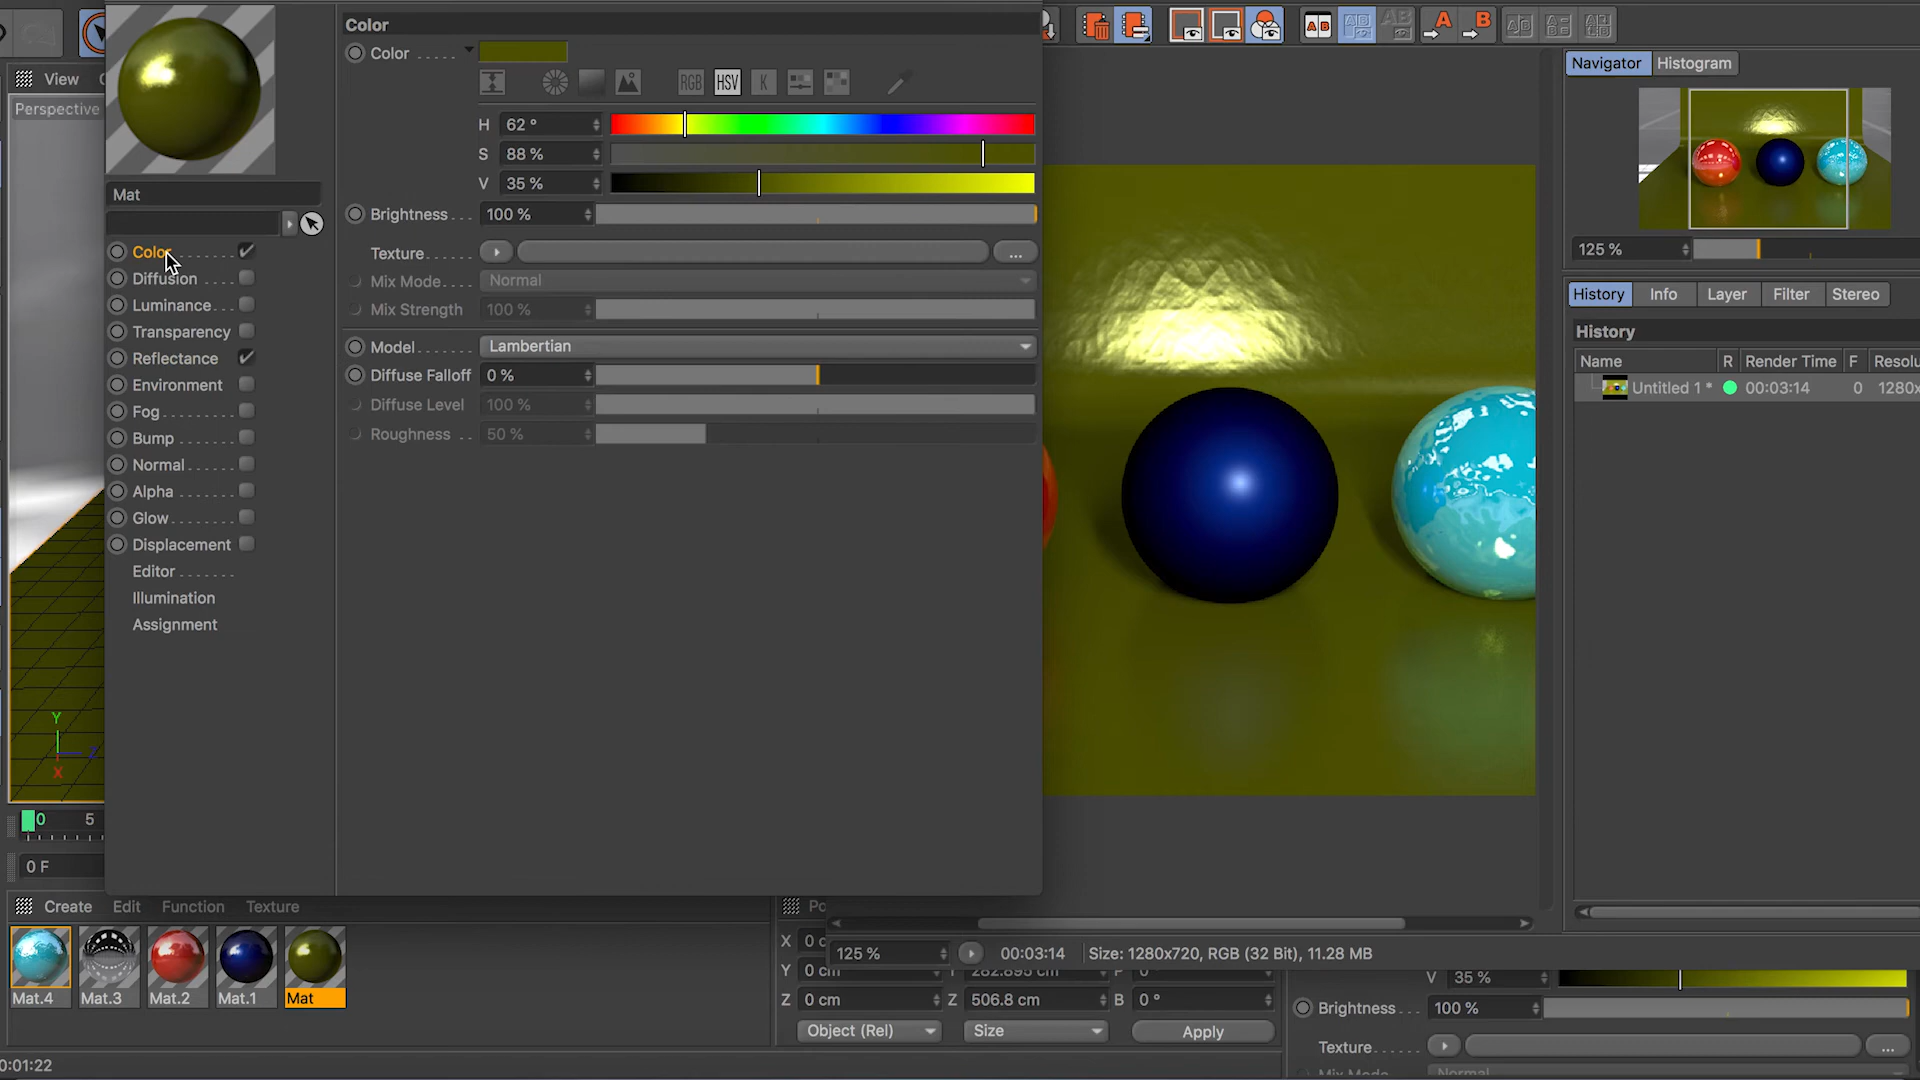 Color
Color
View
Perspective
RGB
HSV
K
H 62 °
S 88 %
V 35 %
Mat
Brightness 100 %
Texture ...
Mix Mode Normal
Mix Strength 100 %
Model Lambertian
Diffuse Falloff 0 %
Diffuse Level 100 %
Roughness 50 %
Color
Diffusion
Luminance
Transparency
Reflectance
Environment
Fog
Bump
Normal
Alpha
Glow
Displacement
Editor
Illumination
Assignment
AB
AB
AB
A
B
Navigator Histogram
125 %
History Info Layer Filter Stereo
History
Name R Render Time F Resolu
Untitled 1 * 00:03:14 0 1280x
Y
Z
X
0 5
0 F
Create Edit Function Texture
Mat.4 Mat.3 Mat.2 Mat.1 Mat
0:01:22
125 % 00:03:14 Size: 1280x720, RGB (32 Bit), 11.28 MB
X
Y 0 cm 282.895 cm P 0 °
Z 0 cm Z 506.8 cm B 0 °
Object (Rel) Size Apply
V 35 %
Brightness 100 %
Texture ...
Mix Mode Normal